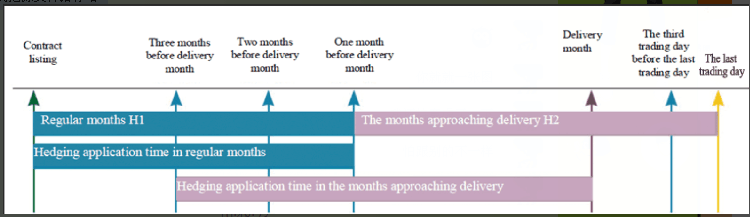 Contract
listing
Three months
before delivery
month
Two months
before delivery
month
One month
before delivery
month
Delivery
month
The third
trading day
before the last
trading day
The last
trading day
Regular months H1
The months approaching delivery H2
Hedging application time in regular months
Hedging application time in the months approaching delivery